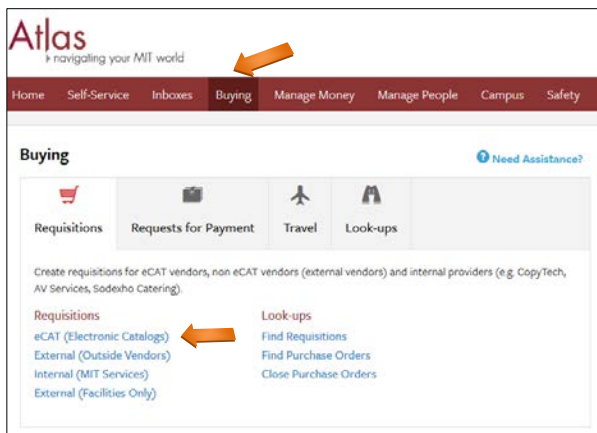 Atlas
navigating your MIT world
Home Self-Service Inboxes Buying Manage Money Manage People Campus Safety
Buying
? Need Assistance?
Requisitions Requests for Payment Travel Look-ups
Create requisitions for eCAT vendors, non eCAT vendors (external vendors) and internal providers (e.g. CopyTech,
AV Services, Sodexho Catering).
Requisitions Look-ups
eCAT (Electronic Catalogs) Find Requisitions
External (Outside Vendors) Find Purchase Orders
Internal (MIT Services) Close Purchase Orders
External (Facilities Only)